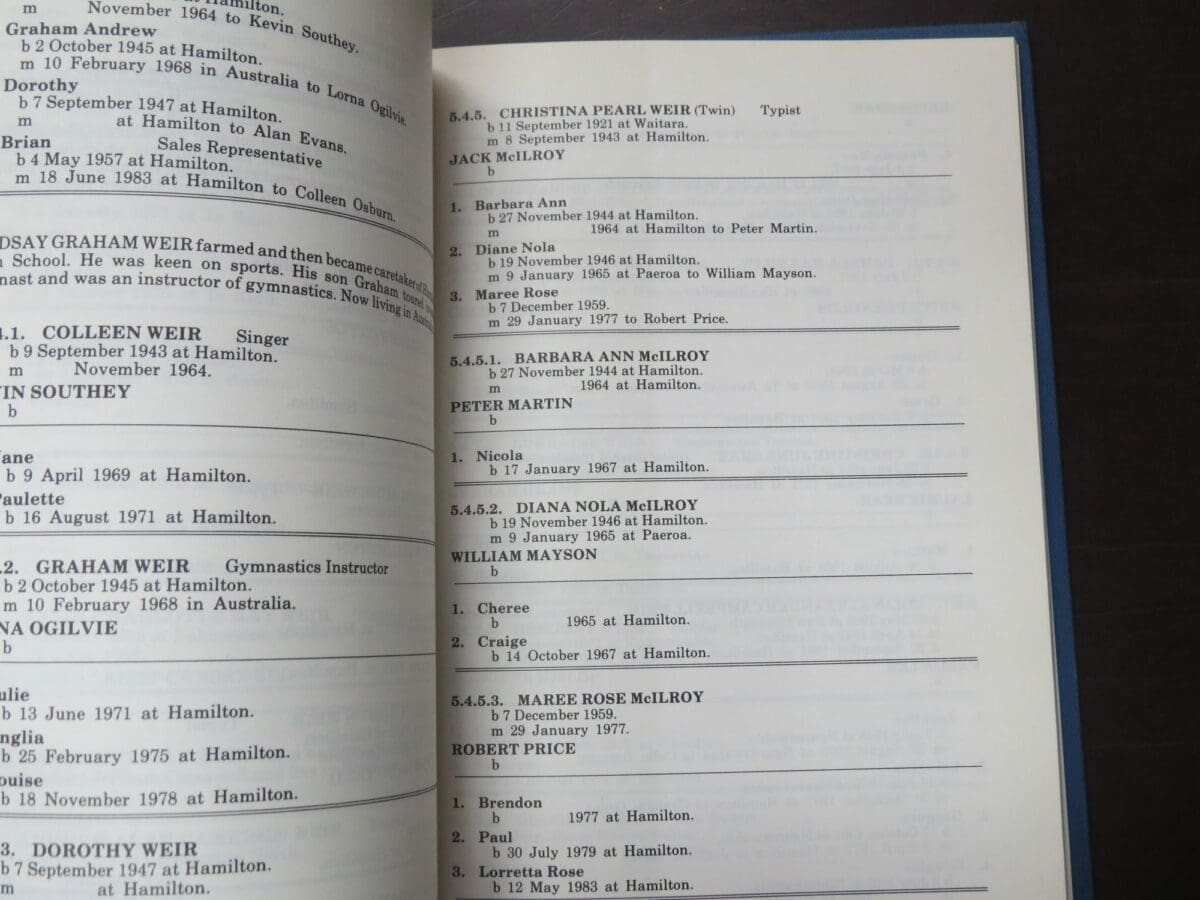 at Hamilton.
m November 1964 to Kevin Southey.
Graham Andrew
b 2 October 1945 at Hamilton.
m 10 February 1968 in Australia to Lorna Ogilvie.
Dorothy
b 7 September 1947 at Hamilton.
m at Hamilton to Alan Evans.
Brian Sales Representative
b 4 May 1957 at Hamilton.
m 18 June 1983 at Hamilton to Colleen Osburn.
DSAY GRAHAM WEIR farmed and then became caretaker of
School. He was keen on sports. His son Graham toured
nast and was an instructor of gymnastics. Now living in
4.1. COLLEEN WEIR Singer
b 9 September 1943 at Hamilton.
m November 1964.
VIN SOUTHEY
b
ane
b 9 April 1969 at Hamilton.
Paulette
b 16 August 1971 at Hamilton.
.2. GRAHAM WEIR Gymnastics Instructor
b 2 October 1945 at Hamilton.
m 10 February 1968 in Australia.
NA OGILVIE
b
ulie
b 13 June 1971 at Hamilton.
nglia
b 25 February 1975 at Hamilton.
ouise
b 18 November 1978 at Hamilton.
3. DOROTHY WEIR
b 7 September 1947 at Hamilton.
m at Hamilton.
5.4.5. CHRISTINA PEARL WEIR (Twin) Typist
b 11 September 1921 at Waitara.
m 8 September 1943 at Hamilton.
JACK McILROY
b
1. Barbara Ann
b 27 November 1944 at Hamilton.
m 1964 at Hamilton to Peter Martin.
2. Diane Nola
b 19 November 1946 at Hamilton.
m 9 January 1965 at Paeroa to William Mayson.
3. Maree Rose
b 7 December 1959.
m 29 January 1977 to Robert Price.
5.4.5.1. BARBARA ANN McILROY
b 27 November 1944 at Hamilton.
m 1964 at Hamilton.
PETER MARTIN
b
1. Nicola
b 17 January 1967 at Hamilton.
5.4.5.2. DIANA NOLA McILROY
b 19 November 1946 at Hamilton.
m 9 January 1965 at Paeroa.
WILLIAM MAYSON
b
1. Cheree
b 1965 at Hamilton.
2. Craige
b 14 October 1967 at Hamilton.
5.4.5.3. MAREE ROSE McILROY
b 7 December 1959.
m 29 January 1977.
ROBERT PRICE
b
1. Brendon
b 1977 at Hamilton.
2. Paul
b 30 July 1979 at Hamilton.
3. Lorretta Rose
b 12 May 1983 at Hamilton.